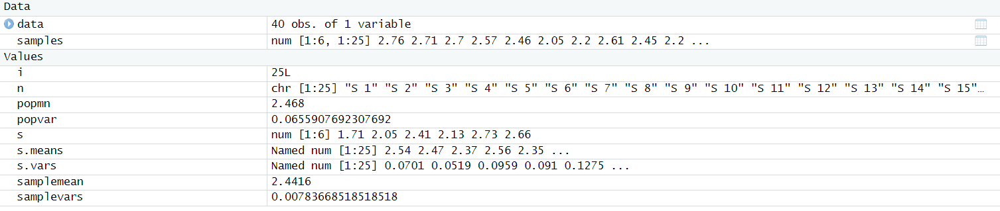 Data
data 40 obs. of 1 variable
samples num [1:6, 1:25] 2.76 2.71 2.7 2.57 2.46 2.05 2.2 2.61 2.45 2.2 ...
Values
i 25L
n chr [1:25] "S 1" "S 2" "S 3" "S 4" "S 5" "S 6" "S 7" "S 8" "S 9" "S 10" "S 11" "S 12" "S 13" "S 14" "S 15"…
popmn 2.468
popvar 0.0655907692307692
s num [1:6] 1.71 2.05 2.41 2.13 2.73 2.66
s.means Named num [1:25] 2.54 2.47 2.37 2.56 2.35 ...
s.vars Named num [1:25] 0.0701 0.0519 0.0959 0.091 0.1275 ...
samplemean 2.4416
samplevars 0.00783668518518518